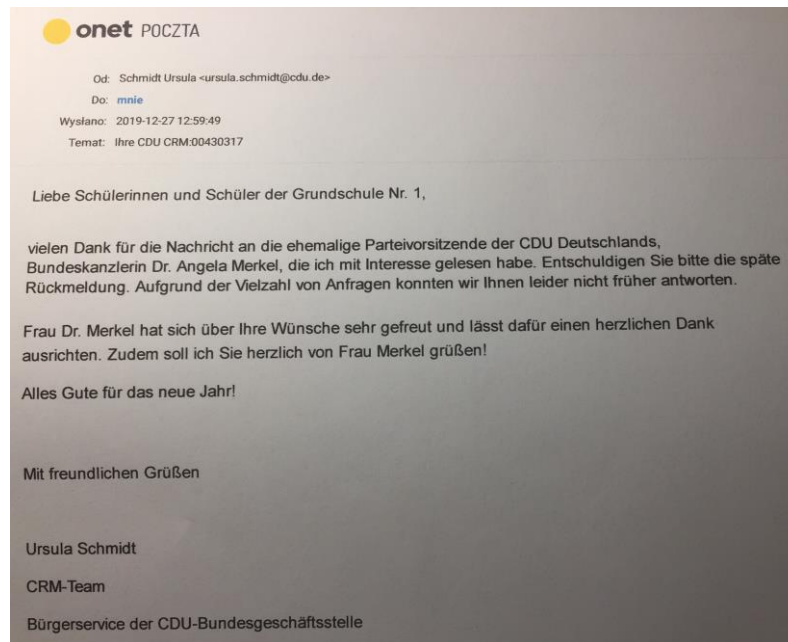 onet POCZTA
Od: Schmidt Ursula <ursula.schmidt@cdu.de>
Do: mnie
Wysłano: 2019-12-27 12:59:49
Temat: Ihre CDU CRM:00430317
Liebe Schülerinnen und Schüler der Grundschule Nr. 1,
vielen Dank für die Nachricht an die ehemalige Parteivorsitzende der CDU Deutschlands,
Bundeskanzlerin Dr. Angela Merkel, die ich mit Interesse gelesen habe. Entschuldigen Sie bitte die späte
Rückmeldung. Aufgrund der Vielzahl von Anfragen konnten wir Ihnen leider nicht früher antworten.
Frau Dr. Merkel hat sich über Ihre Wünsche sehr gefreut und lässt dafür einen herzlichen Dank
ausrichten. Zudem soll ich Sie herzlich von Frau Merkel grüßen!
Alles Gute für das neue Jahr!
Mit freundlichen Grüßen
Ursula Schmidt
CRM-Team
Bürgerservice der CDU-Bundesgeschäftsstelle